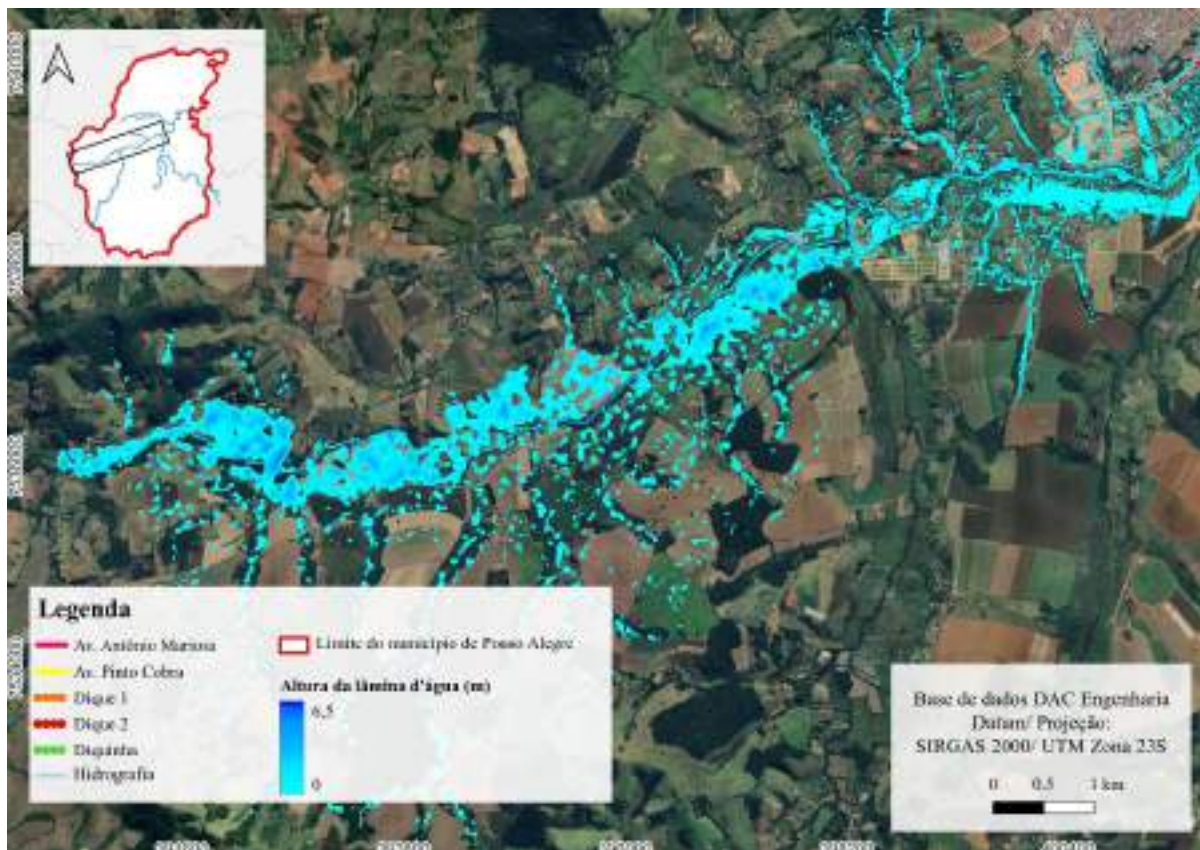 Legenda
Av. Antônio Mariosa
Av. Pinto Cobra
Dique 1
Dique 2
Diquinha
Hidrografia
Limite do município de Pouso Alegre
Altura da lâmina d'água (m)
6,5
0
Base de dados DAC Engenharia
Datum/ Projeção:
SIRGAS 2000/ UTM Zona 23S
0 0.5 1 km